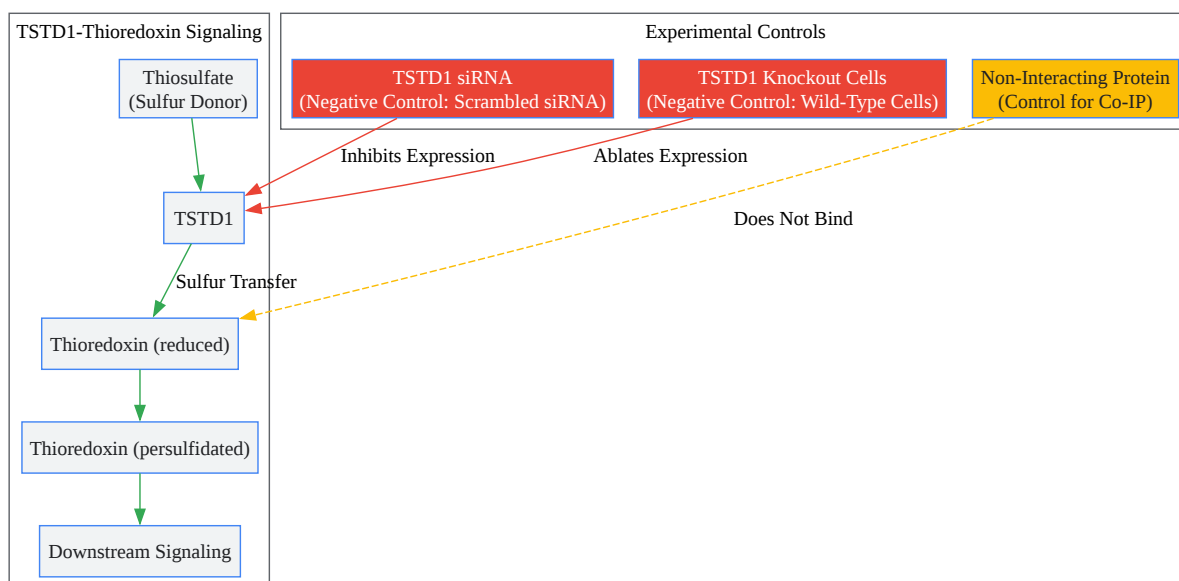 TSTD1-Thioredoxin Signaling
Experimental Controls
Thiosulfate
(Sulfur Donor)
TSTD1 siRNA
(Negative Control: Scrambled siRNA)
TSTD1 Knockout Cells
(Negative Control: Wild-Type Cells)
Non-Interacting Protein
(Control for Co-IP)
Inhibits Expression
Ablates Expression
TSTD1
Does Not Bind
Sulfur Transfer
Thioredoxin (reduced)
Thioredoxin (persulfidated)
Downstream Signaling